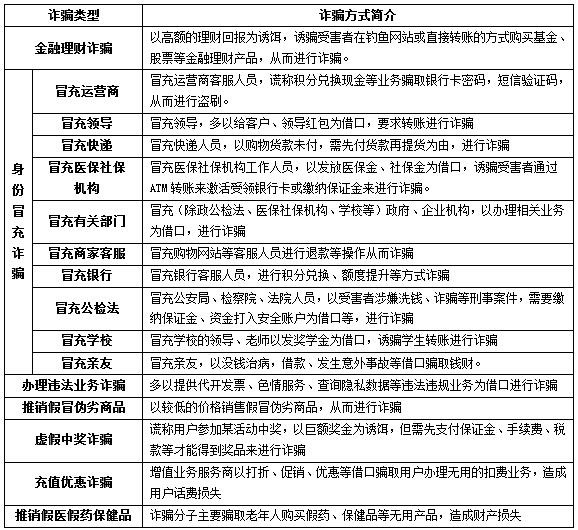 诈骗类型 诈骗方式简介
金融理财诈骗
以高额的理财回报为诱饵，诱骗受害者在钓鱼网站或直接转账的方式购买基金、
股票等金融理财产品，从而进行诈骗。
身份冒充诈骗
冒充运营商
冒充运营商客服人员，谎称积分兑换现金等业务骗取银行卡密码，短信验证码，
从而进行盗刷。
冒充领导 冒充领导，多以给客户、领导红包为借口，要求转账进行诈骗
冒充快递 冒充快递人员，以购物货款未付，需先付货款再提货为由，进行诈骗
冒充医保社保
机构
冒充医保社保机构工作人员，以发放医保金、社保金为借口，诱骗受害者通过
ATM转账来激活受领银行卡或缴纳保证金来进行诈骗。
冒充有关部门
冒充（除政公检法、医保社保机构、学校等）政府、企业机构，以办理相关业务
为借口，进行诈骗
冒充商家客服 冒充购物网站等客服人员进行退款等操作从而诈骗
冒充银行 冒充银行客服人员，进行积分兑换、额度提升等方式诈骗
冒充公检法
冒充公安局、检察院、法院人员，以受害者涉嫌洗钱、诈骗等刑事案件，需要缴
纳保证金、资金打入安全账户为借口等，进行诈骗
冒充学校 冒充学校的领导、老师以发奖学金为借口，诱骗学生转账进行诈骗
冒充亲友 冒充亲友，以没钱治病，借款、发生意外事故等借口骗取钱财。
办理违法业务诈骗 多以提供代开发票、色情服务、查询隐私数据等违法违规业务为借口进行诈骗
推销假冒伪劣商品 以较低的价格销售假冒伪劣商品，从而进行诈骗
虚假中奖诈骗
谎称用户参加某活动中奖，以巨额奖金为诱饵，但需先支付保证金、手续费、税
款等才能得到奖品来进行诈骗
充值优惠诈骗
增值业务服务商以打折、促销、优惠等借口骗取用户办理无用的扣费业务，造成
用户话费损失
推销假医假药保健品 诈骗分子主要骗取老年人购买假药、保健品等无用产品，造成财产损失